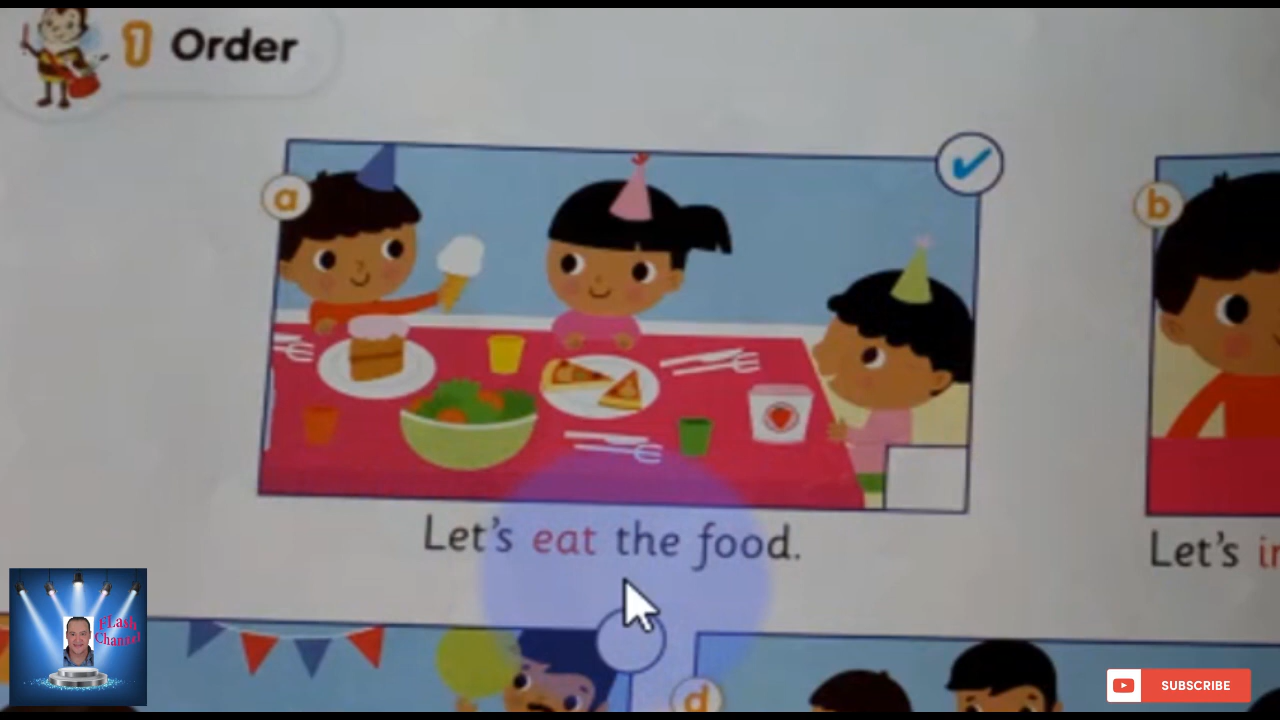 1 Order
a
b
Let's eat the food.
Let's
d
FLash
Channel
SUBSCRIBE